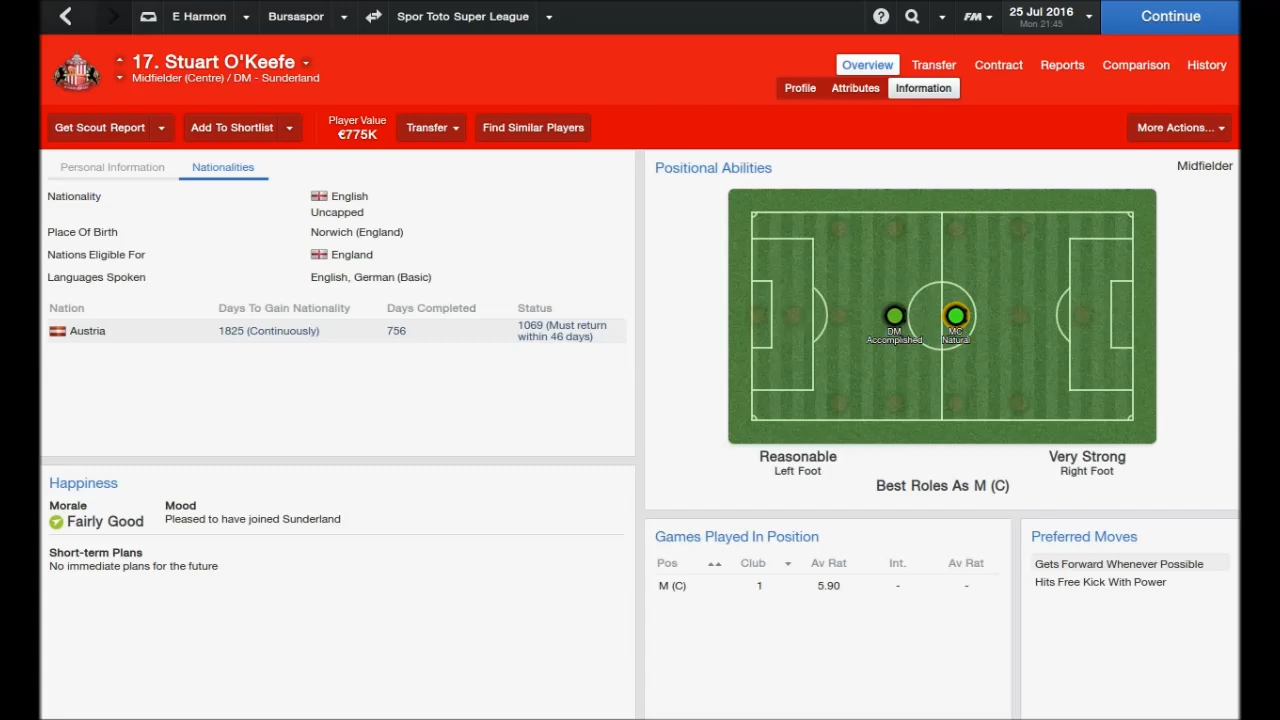 E Harmon
Bursaspor
Spor Toto Super League
?
FM
25 Jul 2016
Mon 21:45
Continue
17. Stuart O'Keefe
Midfielder (Centre) / DM - Sunderland
Overview
Transfer
Contract
Reports
Comparison
History
Profile
Attributes
Information
Get Scout Report
Add To Shortlist
Player Value
€775K
Transfer
Find Similar Players
More Actions...
Personal Information
Nationalities
Nationality
English
Uncapped
Place Of Birth
Norwich (England)
Nations Eligible For
England
Languages Spoken
English, German (Basic)
Nation
Days To Gain Nationality
Days Completed
Status
Austria
1825 (Continuously)
756
1069 (Must return
within 46 days)
Happiness
Morale
Mood
Fairly Good
Pleased to have joined Sunderland
Short-term Plans
No immediate plans for the future
Positional Abilities
Midfielder
DM
Accomplished
MC
Natural
Reasonable
Left Foot
Very Strong
Right Foot
Best Roles As M (C)
Games Played In Position
Pos
Club
Av Rat
Int.
Av Rat
M (C)
1
5.90
-
-
Preferred Moves
Gets Forward Whenever Possible
Hits Free Kick With Power